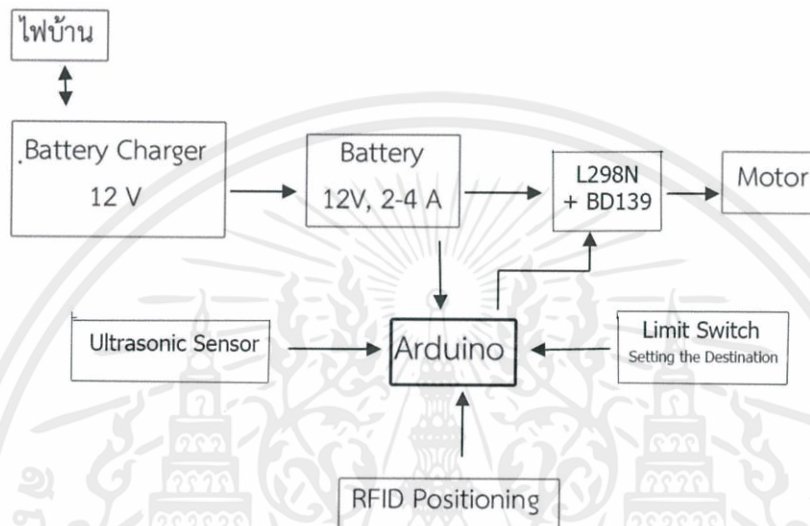 ไฟบ้าน
Battery Charger
12 V
Battery
12V, 2-4 A
L298N
+ BD139
Motor
Ultrasonic Sensor
Arduino
Limit Switch
Setting the Destination
RFID Positioning